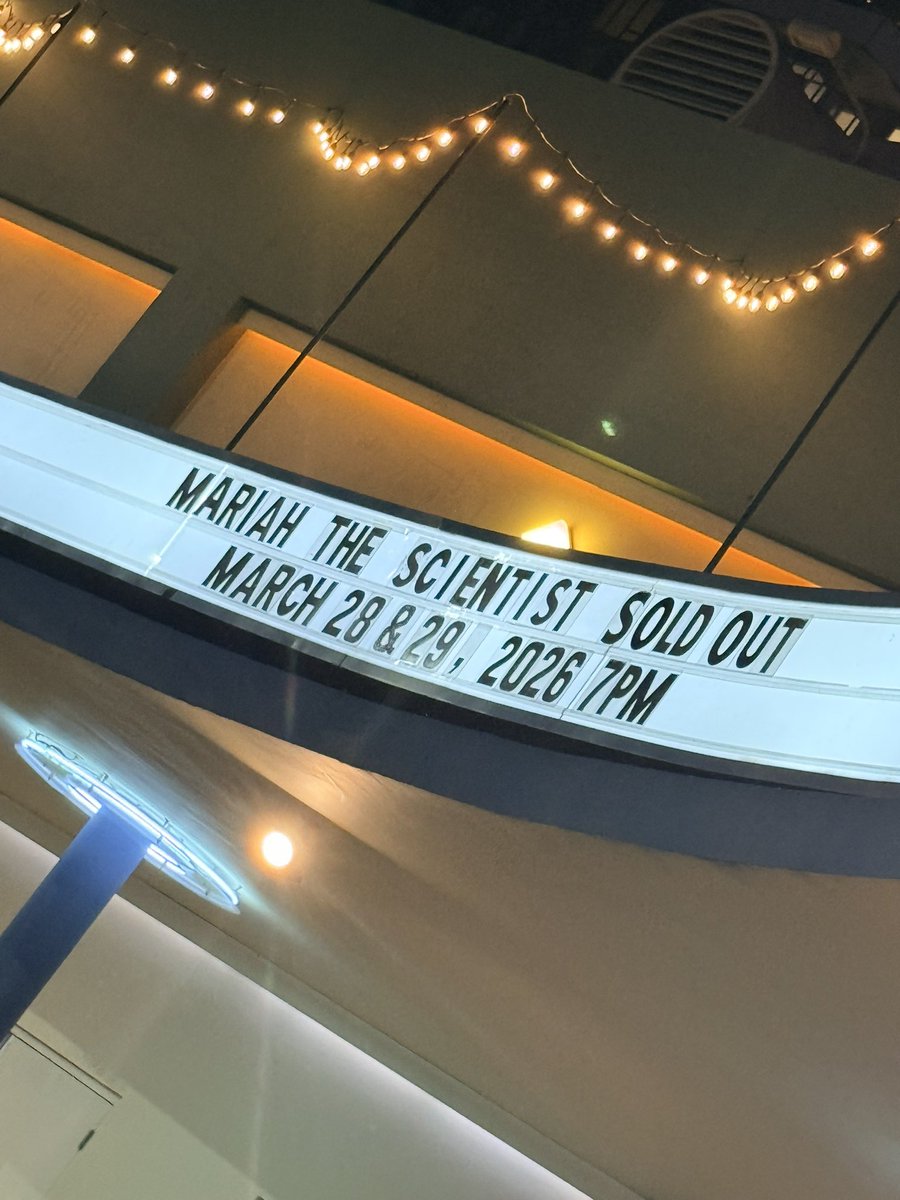 MARIAH THE SCIENTIST SOLD OUT
MARCH 28 & 29, 2026 7PM